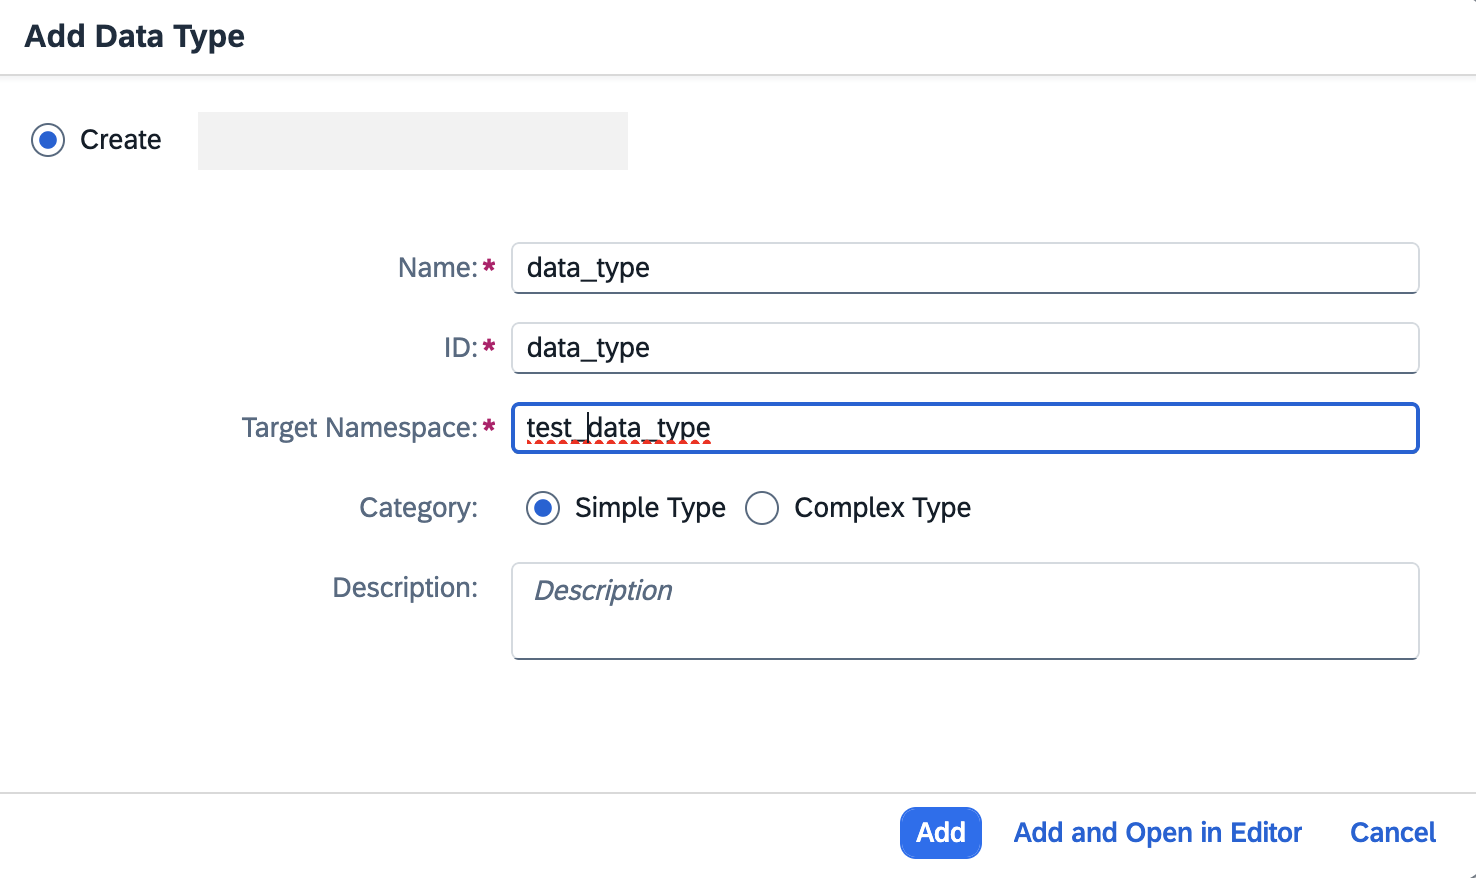 Add Data Type
Create
Name:* data_type
ID:* data_type
Target Namespace:* test_data_type
Category: Simple Type Complex Type
Description: Description
Add Add and Open in Editor Cancel